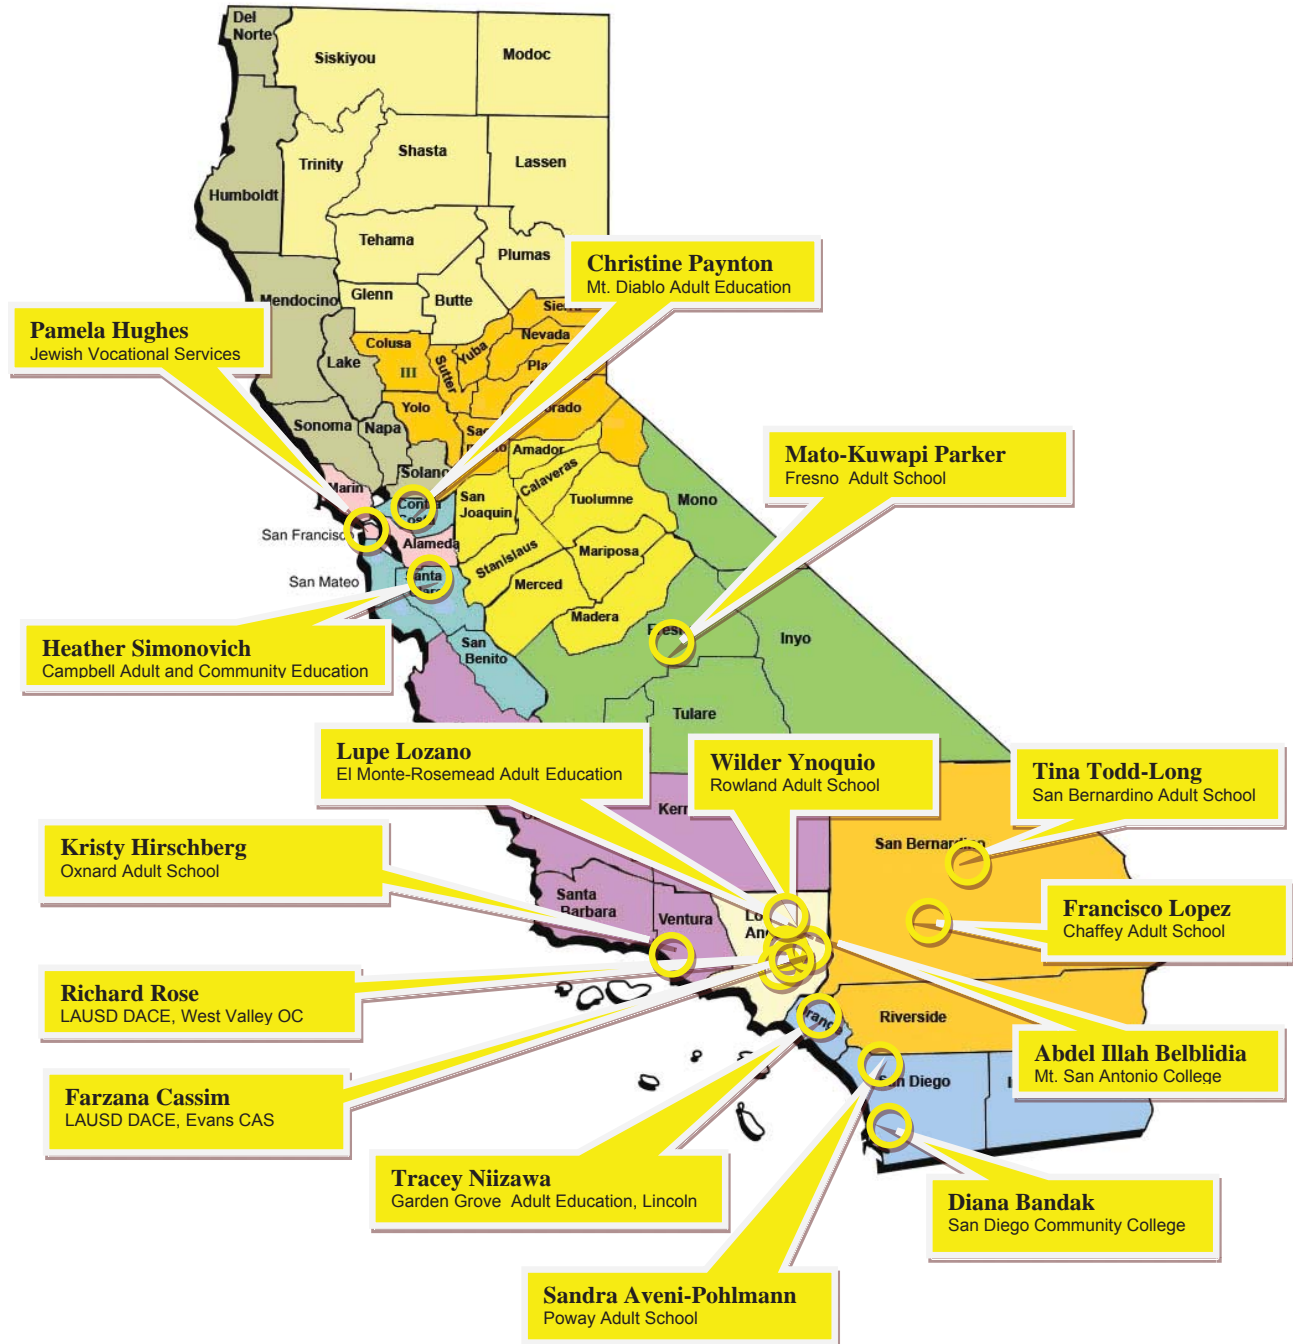 Del
Norte
Siskiyou
Modoc
Trinity
Shasta
Lassen
Humboldt
Tehama
Plumas
Christine Paynton
Mt. Diablo Adult Education
Mendocino
Glenn
Butte
Pamela Hughes
Jewish Vocational Services
Colusa
III
Lake
Sutter
Yuba
Nevada
Yolo
Sonoma
Napa
Amador
Calaveras
Solano
Marin
San
Joaquin
Tuolumne
Mono
Mato-Kuwapi Parker
Fresno Adult School
San Francisco
Alameda
Stanislaus
Mariposa
San Mateo
Merced
Madera
Inyo
Heather Simonovich
Campbell Adult and Community Education
San
Benito
Tulare
Lupe Lozano
El Monte-Rosemead Adult Education
Wilder Ynoquio
Rowland Adult School
Tina Todd-Long
San Bernardino Adult School
Kern
San Bernardino
Kristy Hirschberg
Oxnard Adult School
Santa
Barbara
Ventura
Francisco Lopez
Chaffey Adult School
Richard Rose
LAUSD DACE, West Valley OC
Riverside
Abdel Illah Belblidia
Mt. San Antonio College
Farzana Cassim
LAUSD DACE, Evans CAS
San Diego
Tracey Niizawa
Garden Grove Adult Education, Lincoln
Diana Bandak
San Diego Community College
Sandra Aveni-Pohlmann
Poway Adult School